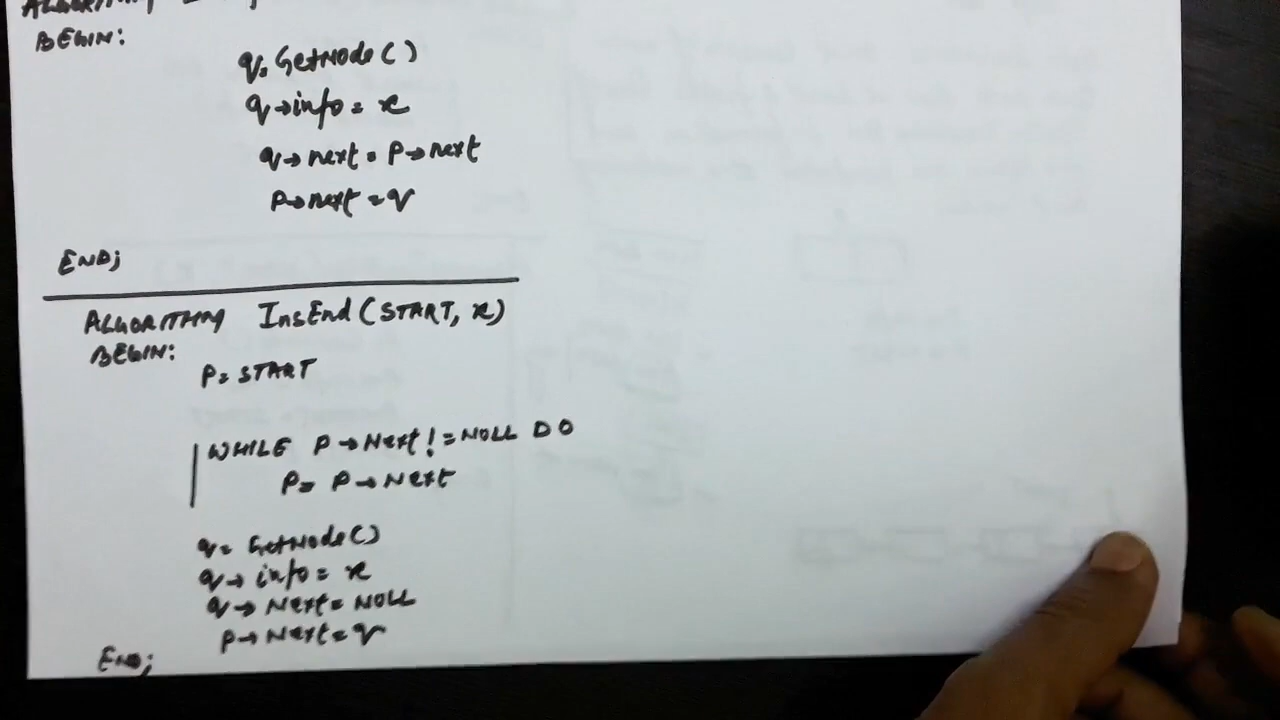 ALGORITHM
BEGIN:
q=GetNode()
q→info = x
q→next = P→next
P→next = q
END;
ALGORITHM InsEnd(START, x)
BEGIN:
P= START
WHILE P→Next!=NULL DO
P= P→Next
q= GetNode()
q→info = x
q→Next= NULL
P→Next=q
END;